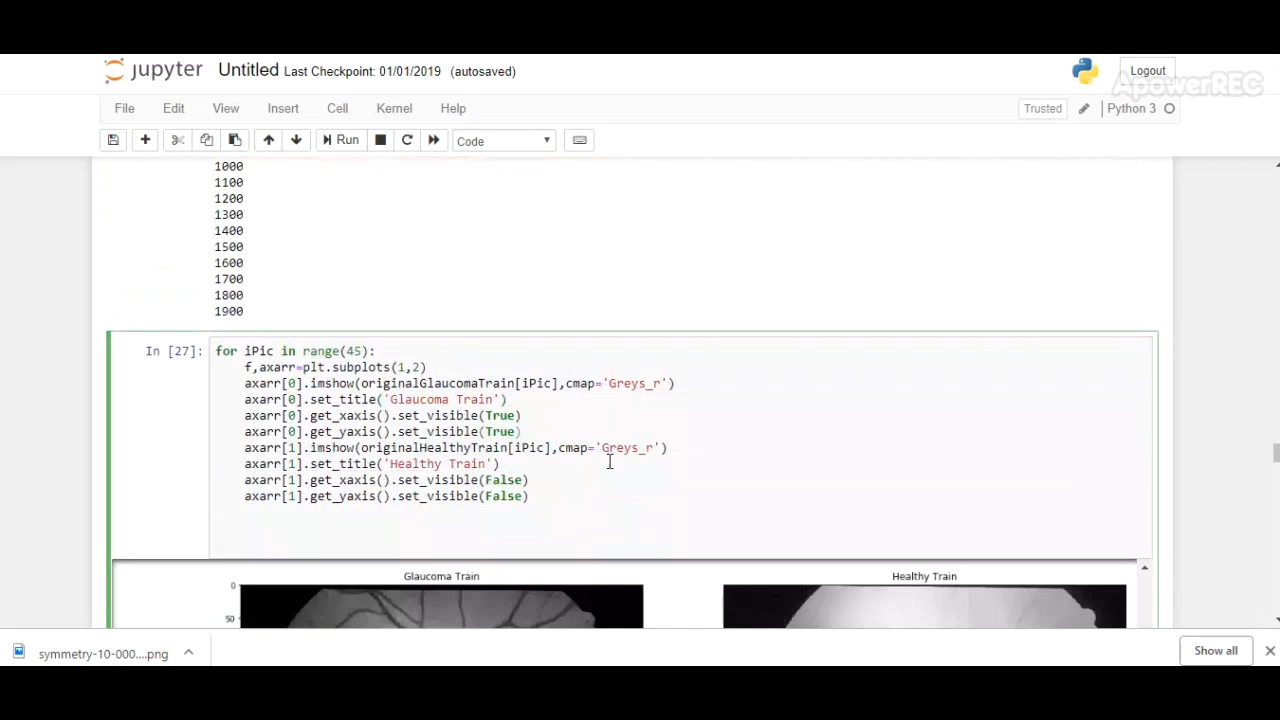 jupyter Untitled Last Checkpoint: 01/01/2019 (autosaved) Logout
ApowerREC
File Edit View Insert Cell Kernel Help Trusted Python 3
Run Code
1000
1100
1200
1300
1400
1500
1600
1700
1800
1900
In [27]: for iPic in range(45):
f,axarr=plt.subplots(1,2)
axarr[0].imshow(originalGlaucomaTrain[iPic],cmap='Greys_r')
axarr[0].set_title('Glaucoma Train')
axarr[0].get_xaxis().set_visible(True)
axarr[0].get_yaxis().set_visible(True)
axarr[1].imshow(originalHealthyTrain[iPic],cmap='Greys_r')
axarr[1].set_title('Healthy Train')
axarr[1].get_xaxis().set_visible(False)
axarr[1].get_yaxis().set_visible(False)
Glaucoma Train Healthy Train
0
50
symmetry-10-000....png Show all